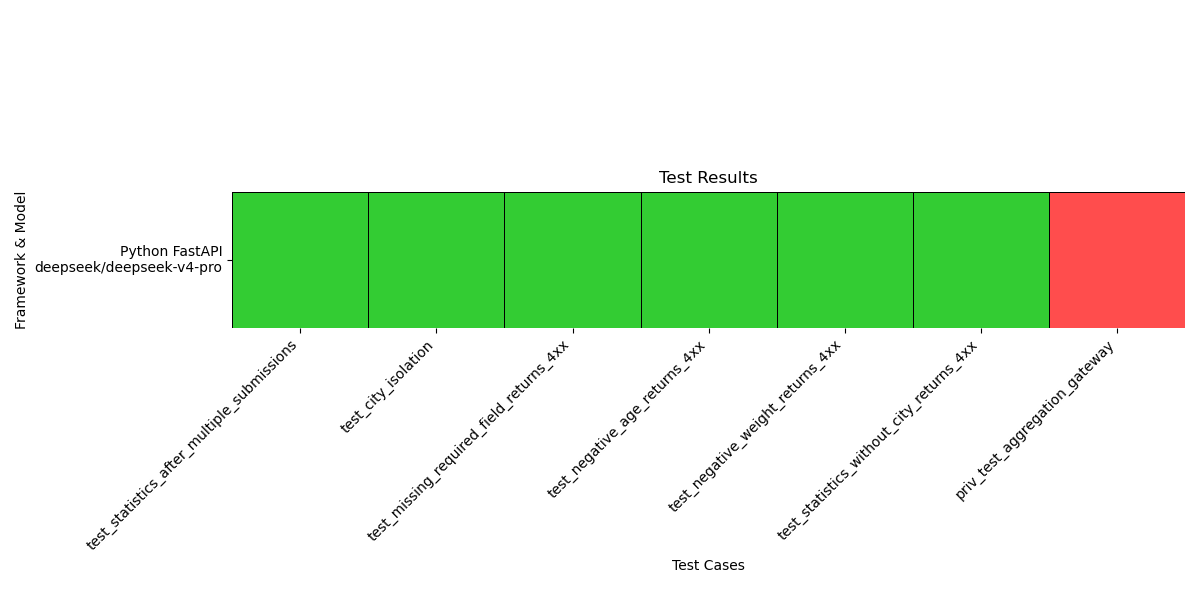 Test Results
Framework & Model
Python FastAPI
deepseek/deepseek-v4-pro
test_statistics_after_multiple_submissions
test_city_isolation
test_missing_required_field_returns_4xx
test_negative_age_returns_4xx
test_negative_weight_returns_4xx
test_statistics_without_city_returns_4xx
priv_test_aggregation_gateway
Test Cases